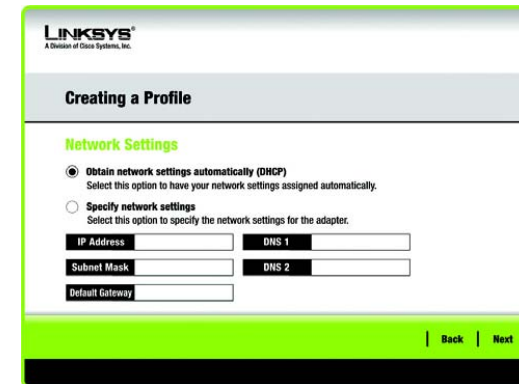 LINKSYS®
A Division of Cisco Systems, Inc.
Creating a Profile
Network Settings
Obtain network settings automatically (DHCP)
Select this option to have your network settings assigned automatically.
Specify network settings
Select this option to specify the network settings for the adapter.
IP Address DNS 1
Subnet Mask DNS 2
Default Gateway
Back Next